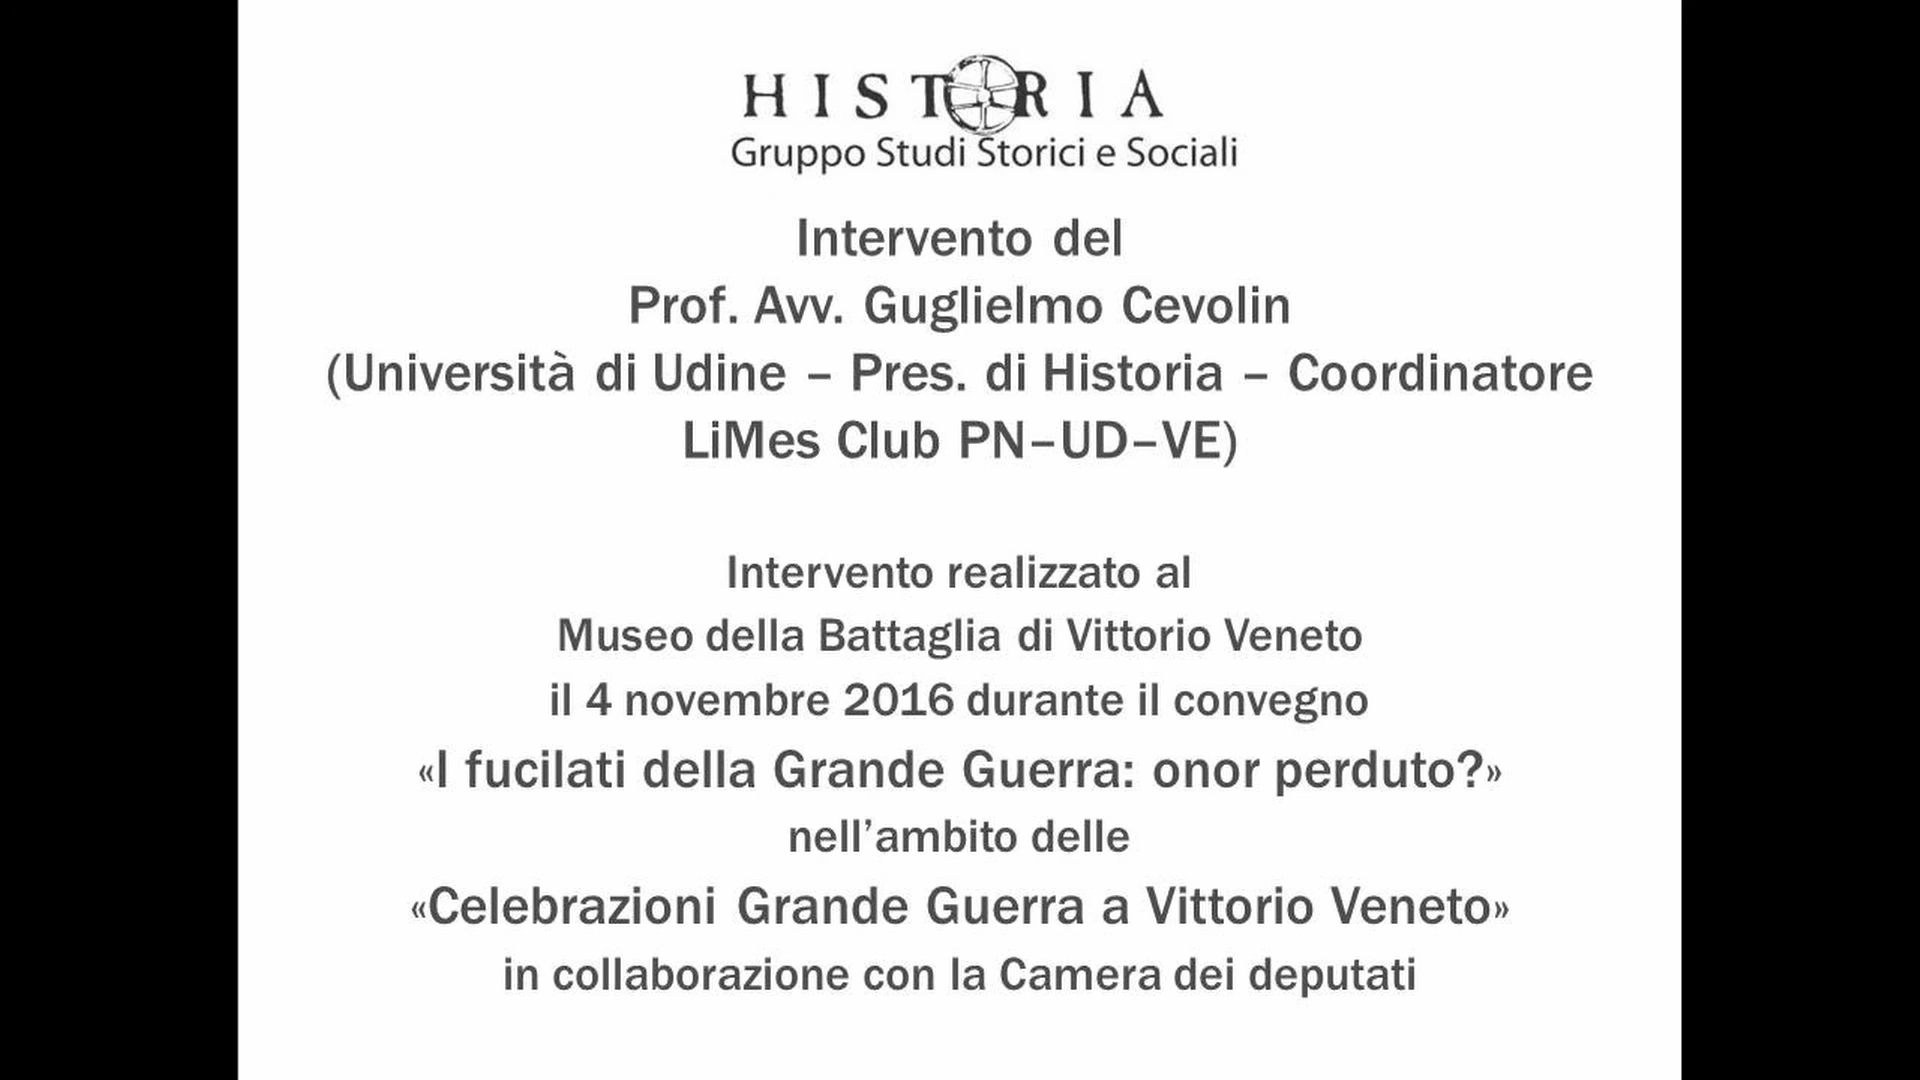 HISTORIA
Gruppo Studi Storici e Sociali
Intervento del
Prof. Avv. Guglielmo Cevolin
(Università di Udine – Pres. di Historia – Coordinatore
LiMes Club PN–UD–VE)
Intervento realizzato al
Museo della Battaglia di Vittorio Veneto
il 4 novembre 2016 durante il convegno
«I fucilati della Grande Guerra: onor perduto?»
nell’ambito delle
«Celebrazioni Grande Guerra a Vittorio Veneto»
in collaborazione con la Camera dei deputati